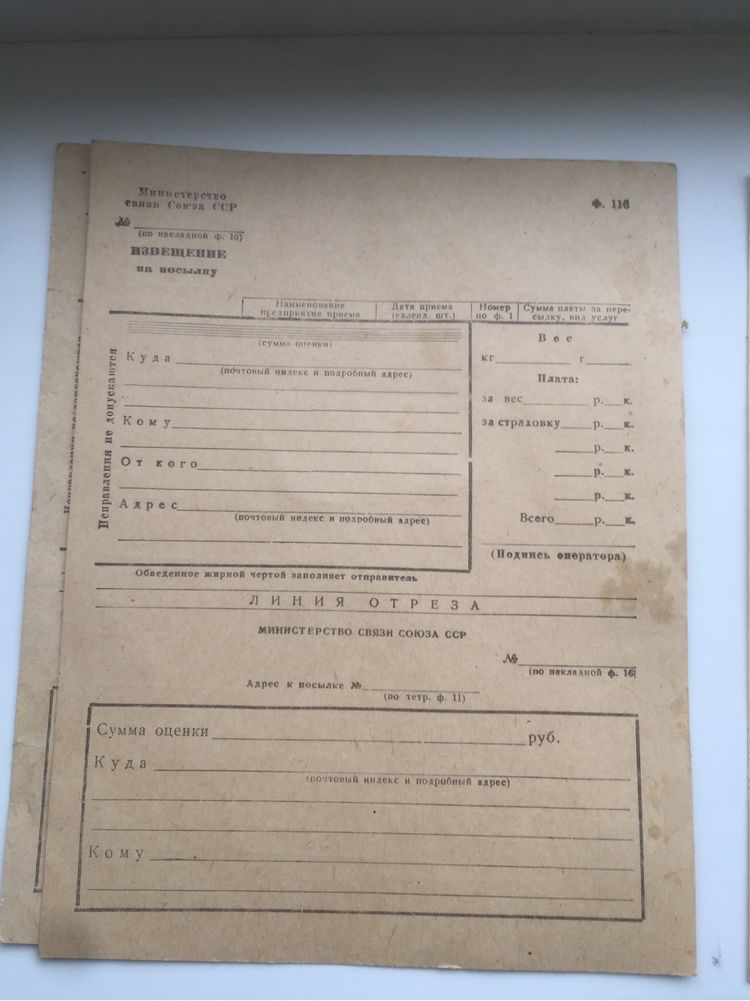 Министерство
связи Союза ССР
Ф. 116
№
(по накладной ф. 16)
ИЗВЕЩЕНИЕ
на посылку
Наименование предприятия приема
Дата приема (календ. шт.)
Номер по ф. 1
Сумма платы за пересылку, вид услуг
(сумма оценки)
Куда
(почтовый индекс и подробный адрес)
Кому
От кого
Адрес
(почтовый индекс и подробный адрес)
Исправления не допускаются
Вес
кг г.
Плата:
за вес р. к.
за страховку р. к.
р. к.
р. к.
р. к.
Всего р. к.
(Подпись оператора)
Обведенное жирной чертой заполняет отправитель
ЛИНИЯ ОТРЕЗА
МИНИСТЕРСТВО СВЯЗИ СОЮЗА ССР
№
(по накладной ф. 16)
Адрес к посылке №
(по тетр. ф. 11)
Сумма оценки руб.
Куда
(почтовый индекс и подробный адрес)
Кому